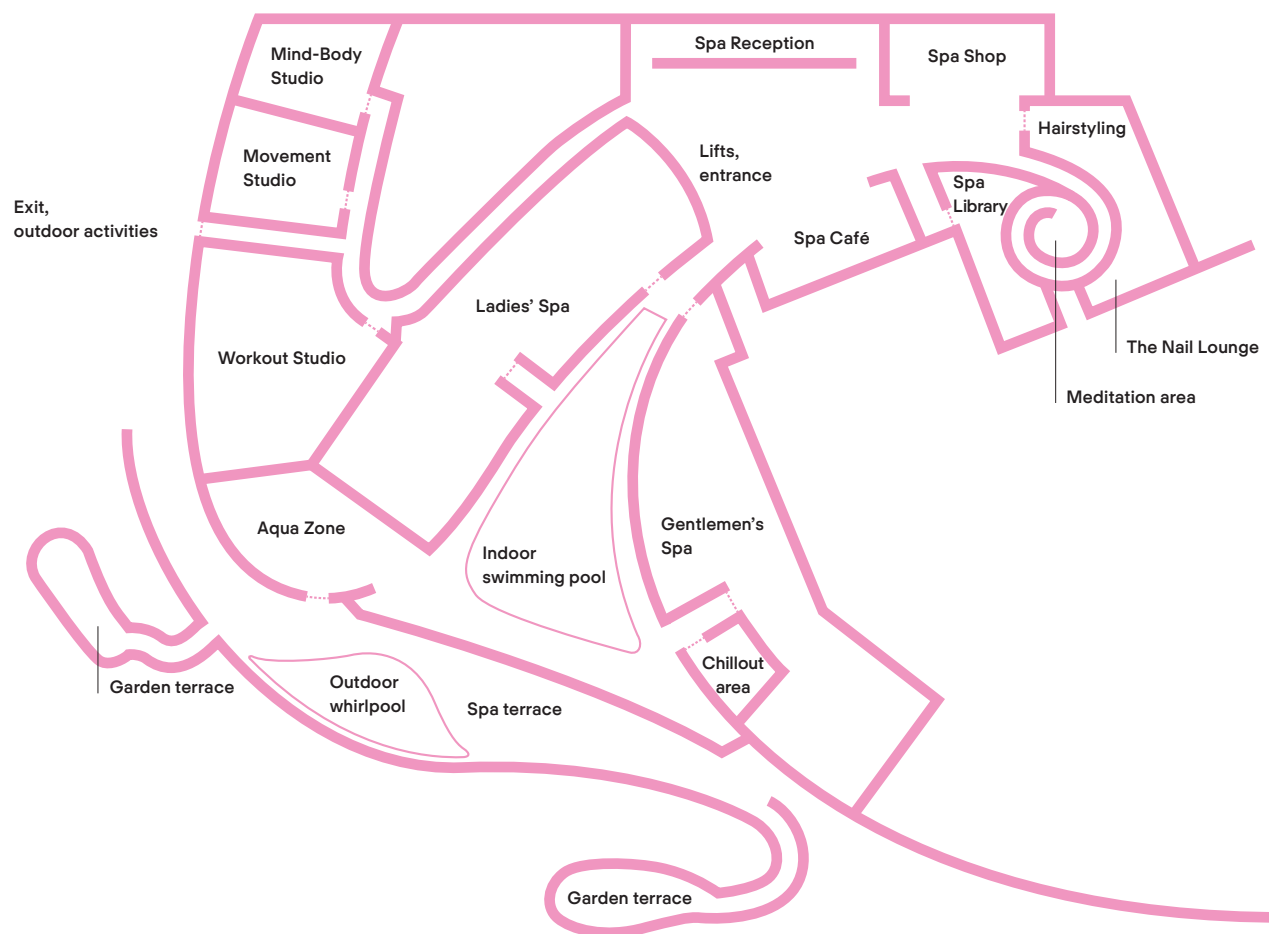 Spa Reception
Spa Shop
Mind-Body
Studio
Hairstyling
Movement
Studio
Lifts,
entrance
Spa
Library
Exit,
outdoor activities
Spa Café
Ladies’ Spa
Workout Studio
The Nail Lounge
Meditation area
Aqua Zone
Gentlemen’s
Spa
Indoor
swimming pool
Chillout
area
Garden terrace
Outdoor
whirlpool
Spa terrace
Garden terrace